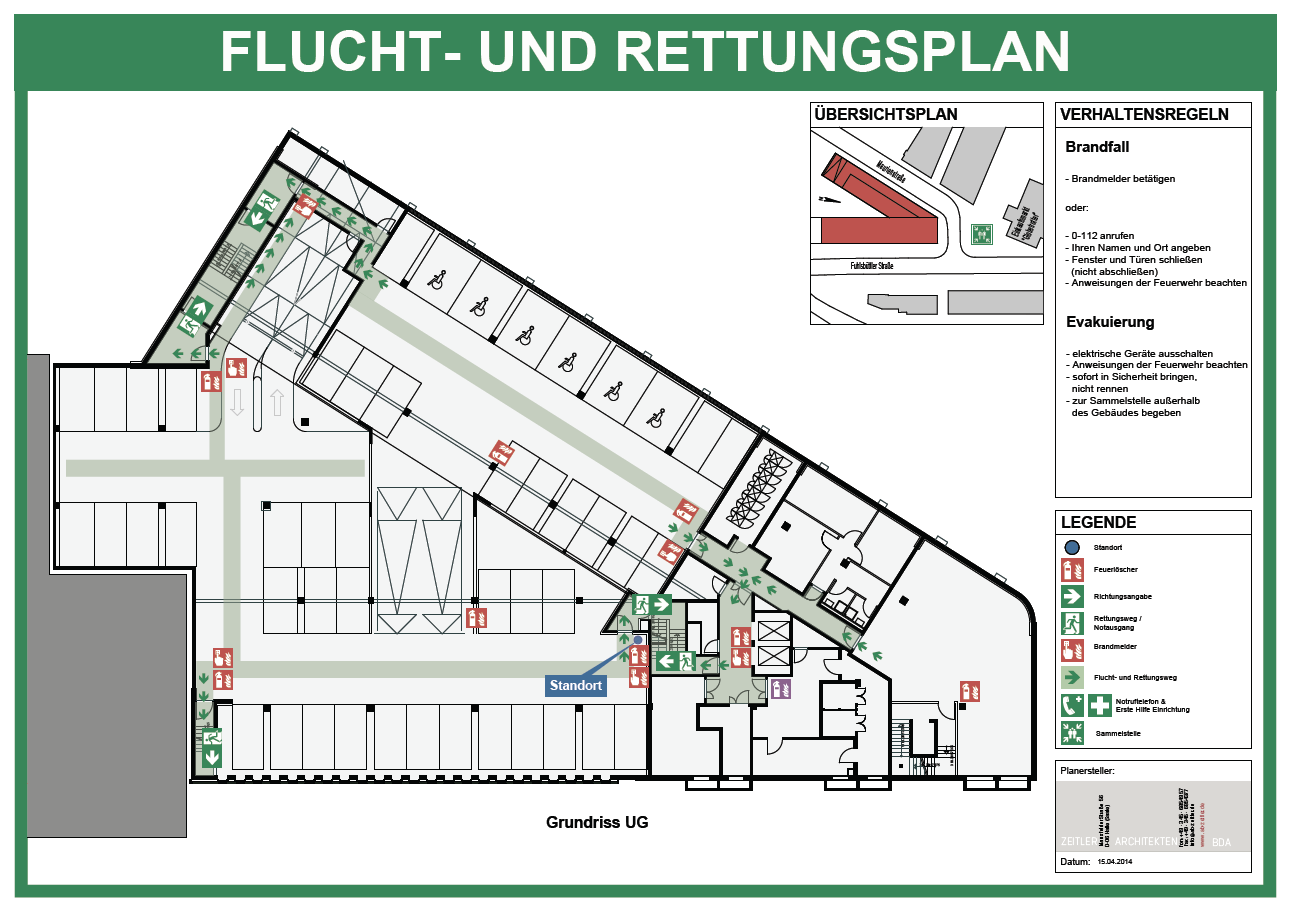 FLUCHT- UND RETTUNGSPLAN
ÜBERSICHTSPLAN
Fuhlsbüttler Straße
VERHALTENSREGELN
Brandfall
- Brandmelder betätigen
oder:
- 0-112 anrufen
- Ihren Namen und Ort angeben
- Fenster und Türen schließen
(nicht abschließen)
- Anweisungen der Feuerwehr beachten
Evakuierung
- elektrische Geräte ausschalten
- Anweisungen der Feuerwehr beachten
- sofort in Sicherheit bringen,
nicht rennen
- zur Sammelstelle außerhalb
des Gebäudes begeben
LEGENDE
Standort
Feuerlöscher
Richtungsangabe
Rettungsweg /
Notausgang
Brandmelder
Flucht- und Rettungsweg
Notruftelefon &
Erste Hilfe Einrichtung
Sammelstelle
Standort
Grundriss UG
Planersteller:
ZEITLER ARCHITEKTEN BDA
Datum: 15.04.2014